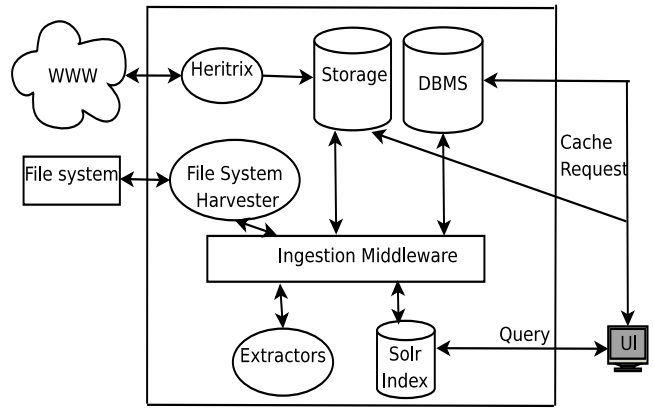 WWW
Heritrix
Storage
DBMS
Cache
Request
File system
File System
Harvester
Ingestion Middleware
Extractors
Solr
Index
Query
UI